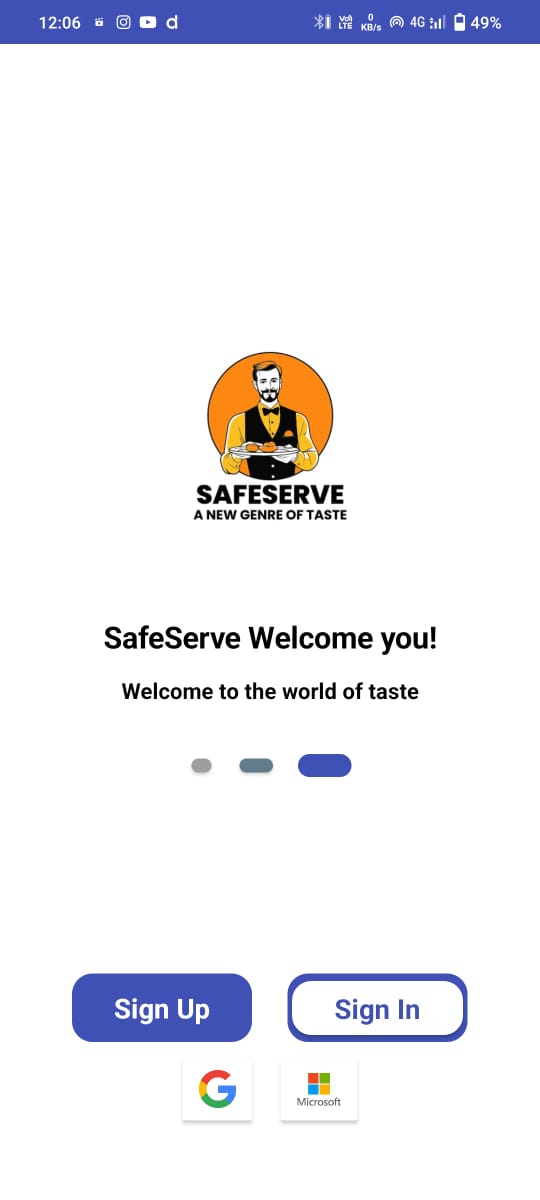 12:06 Vo) LTE 0 KB/s 4G 49%
SAFESERVE
A NEW GENRE OF TASTE
SafeServe Welcome you!
Welcome to the world of taste
Sign Up Sign In
Microsoft